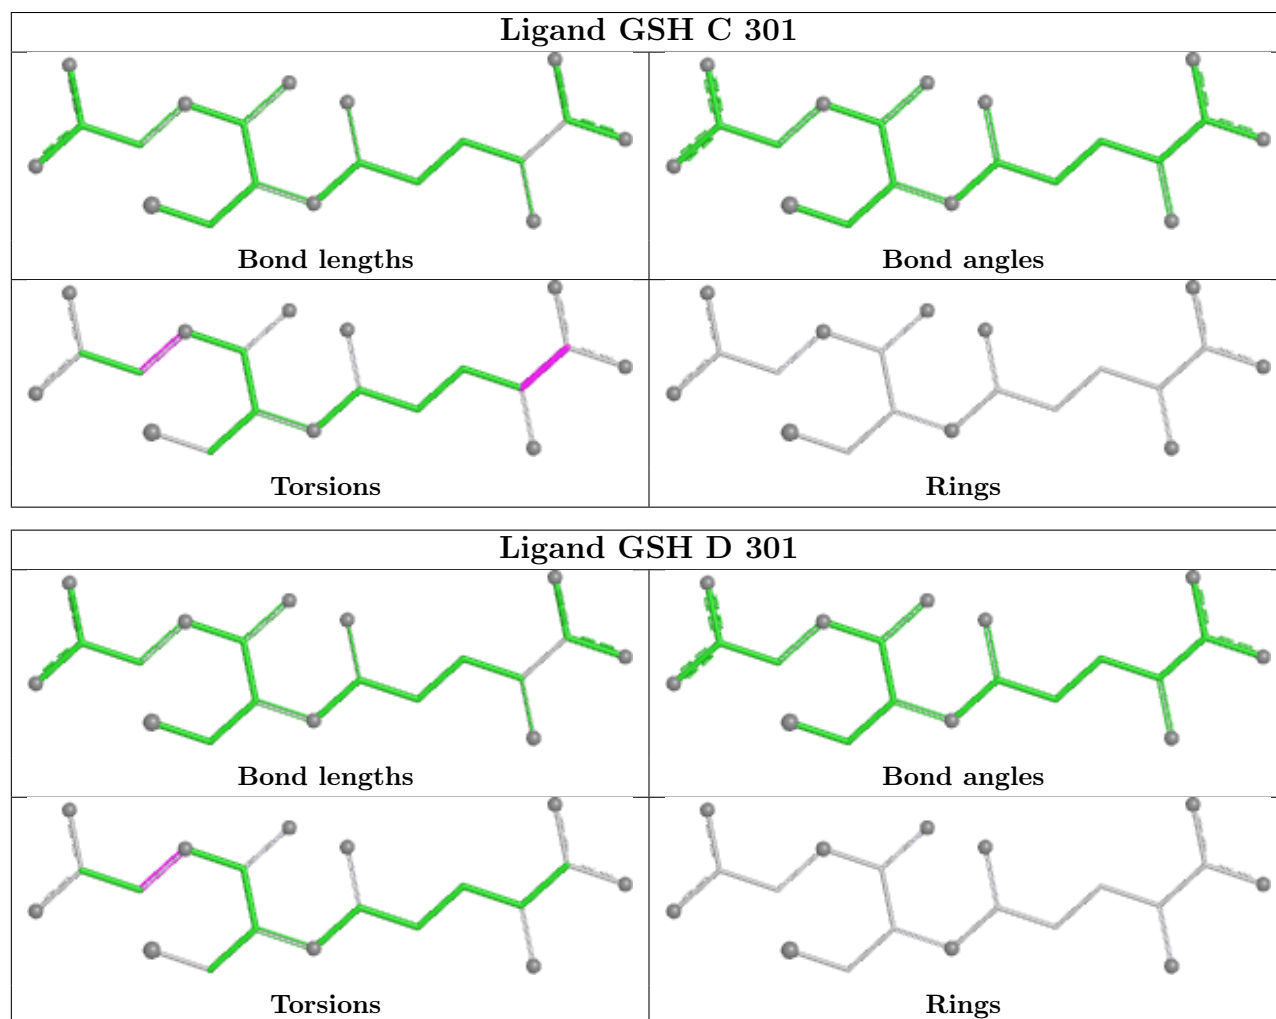 Ligand GSH C 301
Bond lengths
Bond angles
Torsions
Rings
Ligand GSH D 301
Bond lengths
Bond angles
Torsions
Rings